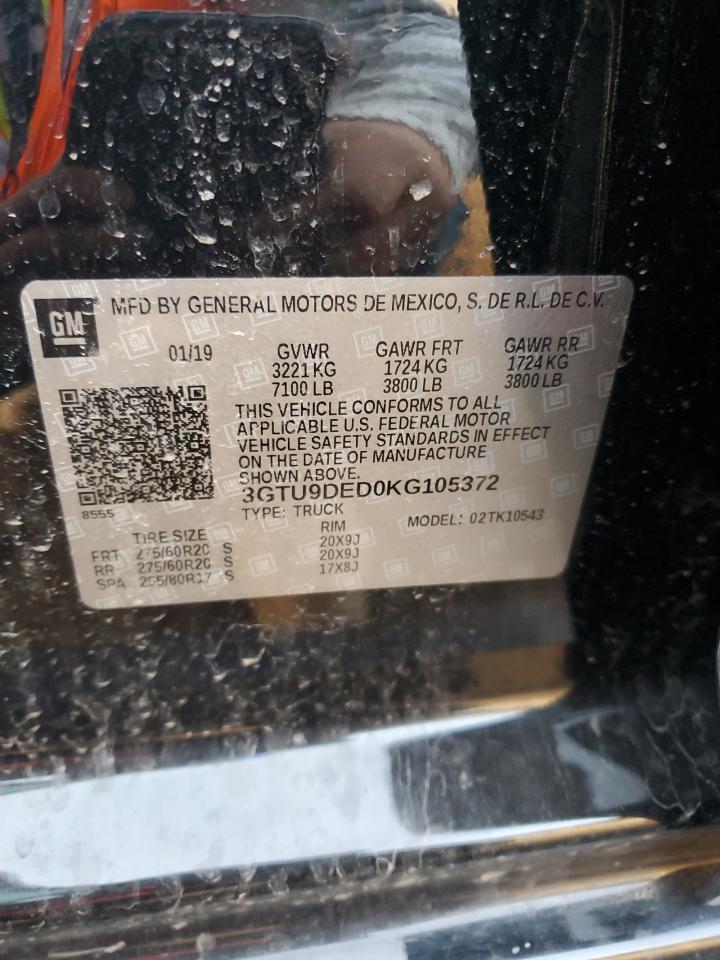 GM
MFD BY GENERAL MOTORS DE MEXICO, S. DE R.L. DE C.V.
01/19 GVWR GAWR FRT GAWR RR
3221 KG 1724 KG 1724 KG
7100 LB 3800 LB 3800 LB
THIS VEHICLE CONFORMS TO ALL
APPLICABLE U.S. FEDERAL MOTOR
VEHICLE SAFETY STANDARDS IN EFFECT
ON THE DATE OF MANUFACTURE
SHOWN ABOVE.
3GTU9DED0KG105372
8555
TYPE: TRUCK MODEL: 02TK10543
TIRE SIZE RIM
FRT 275/60R20 S 20X9J
RR 275/60R20 S 20X9J
SPA 255/80R17 S 17X8J